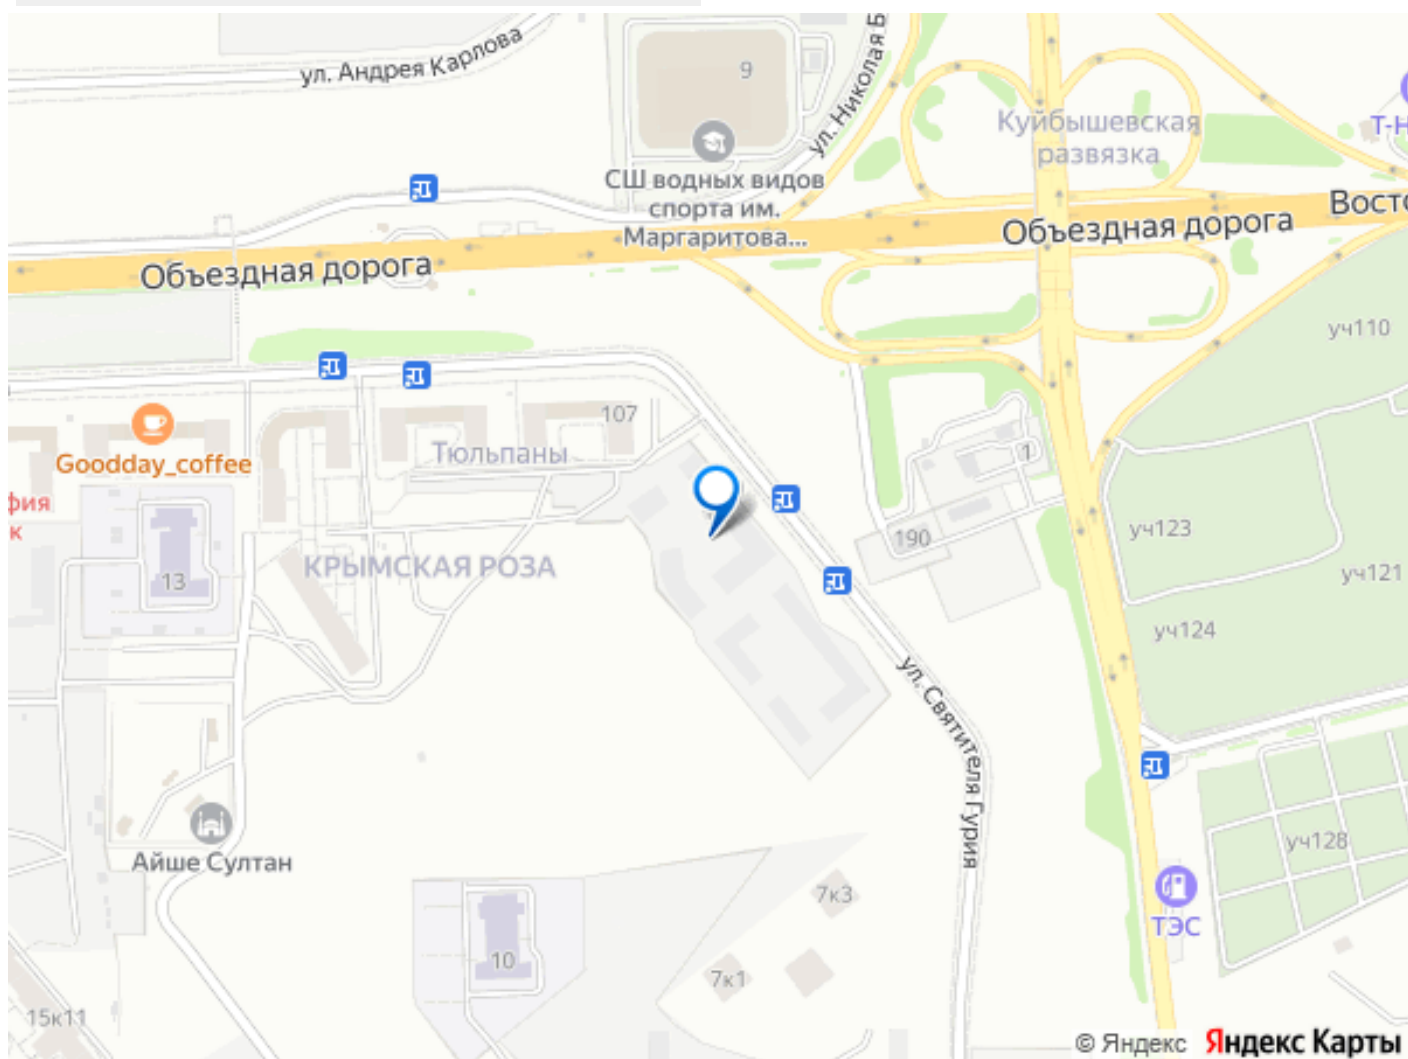 ул. Андрея Карлова
9
ул. Николая Б
Куйбышевская
развязка
Т-Н
СШ водных видов
спорта им.
Маргаритова...
Объездная дорога
Восто
Объездная дорога
уч110
107
Тюльпаны
Goodday_coffee
фия
к
1
190
уч123
КРЫМСКАЯ РОЗА
13
уч121
уч124
ул. Святителя Гурия
уч128
Айше Султан
7к3
ТЭС
10
7к1
15к11
© Яндекс Яндекс Карты